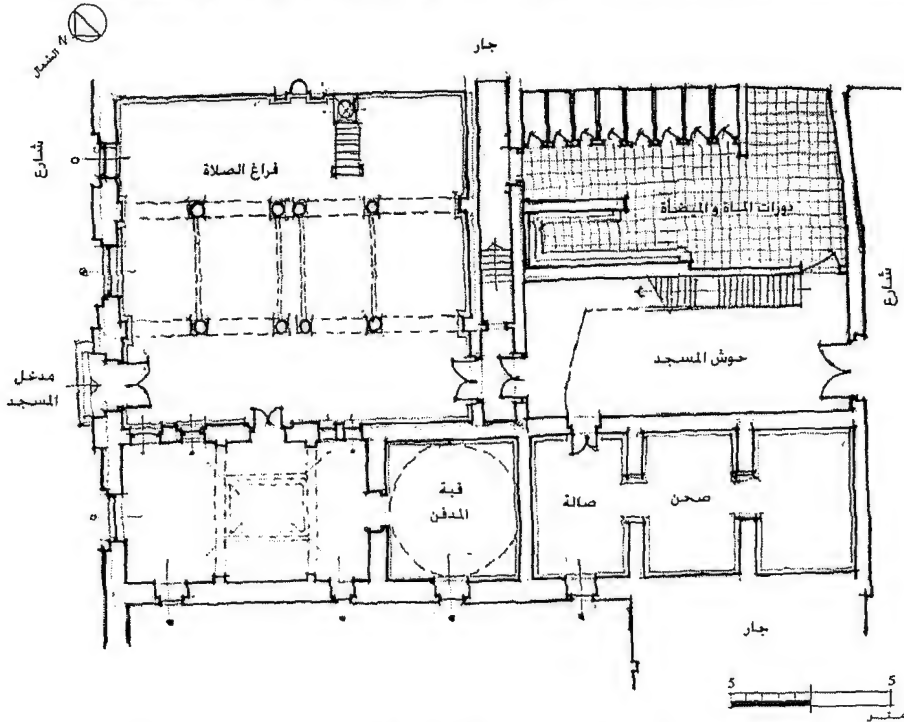 N الشمال
جار
شارع
فراغ الصلاة
دورات المياة والميضأة
شارع
حوش المسجد
مدخل
المسجد
قبة
المدفن
صالة
صحن
جار
5 5
متر